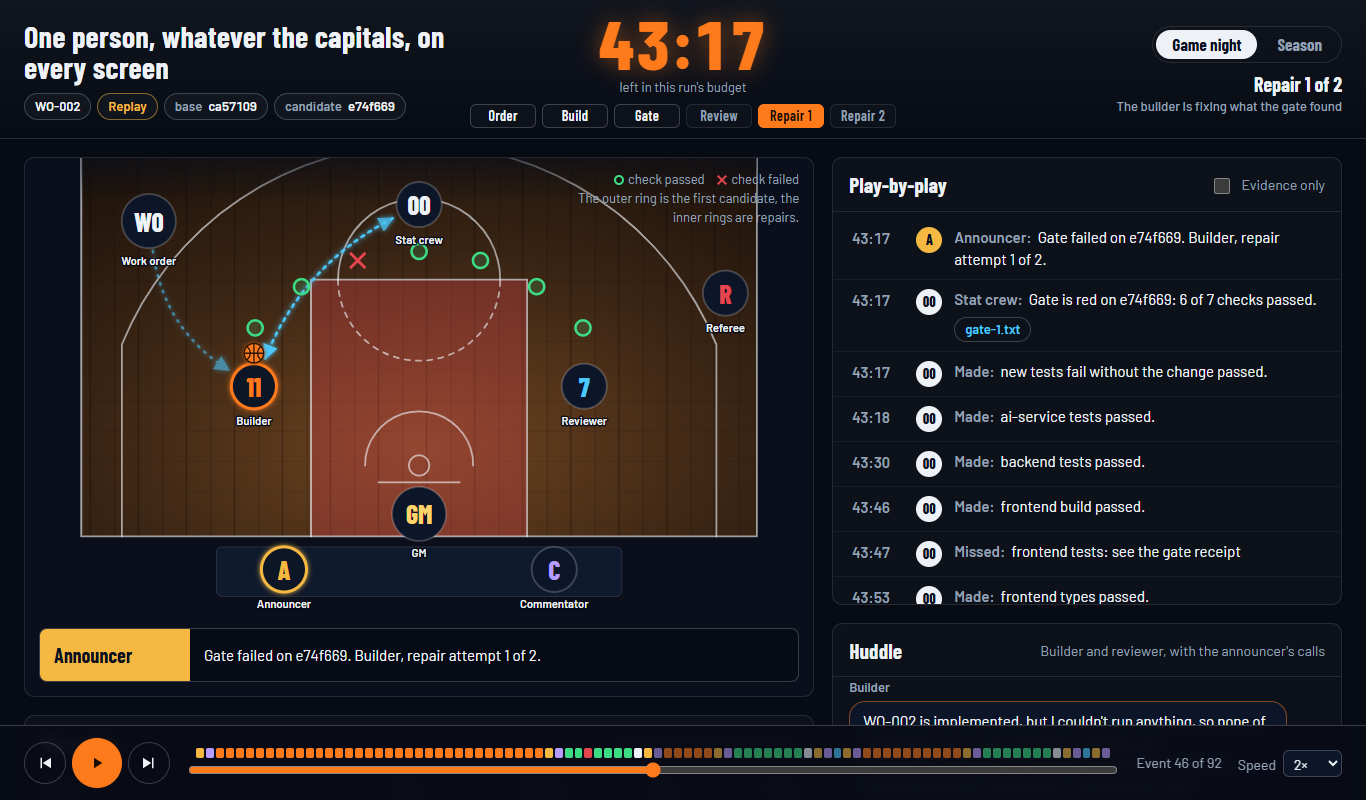 One person, whatever the capitals, on
every screen
WO-002
Replay
base ca57109
candidate e74f669
43:17
left in this run's budget
Order
Build
Gate
Review
Repair 1
Repair 2
Game night
Season
Repair 1 of 2
The builder is fixing what the gate found
check passed
check failed
The outer ring is the first candidate, the
inner rings are repairs.
WO
Work order
00
Stat crew
R
Referee
11
Builder
7
Reviewer
GM
GM
A
Announcer
C
Commentator
Announcer
Gate failed on e74f669. Builder, repair attempt 1 of 2.
Play-by-play
Evidence only
43:17 A Announcer: Gate failed on e74f669. Builder, repair
attempt 1 of 2.
43:17 00 Stat crew: Gate is red on e74f669: 6 of 7 checks passed.
gate-1.txt
43:17 00 Made: new tests fail without the change passed.
43:18 00 Made: ai-service tests passed.
43:30 00 Made: backend tests passed.
43:46 00 Made: frontend build passed.
43:47 00 Missed: frontend tests: see the gate receipt
43:53 00 Made: frontend types passed.
Huddle
Builder and reviewer, with the announcer's calls
Builder
WO-002 is implemented, but I couldn't run anything, so none of
Event 46 of 92
Speed
2×